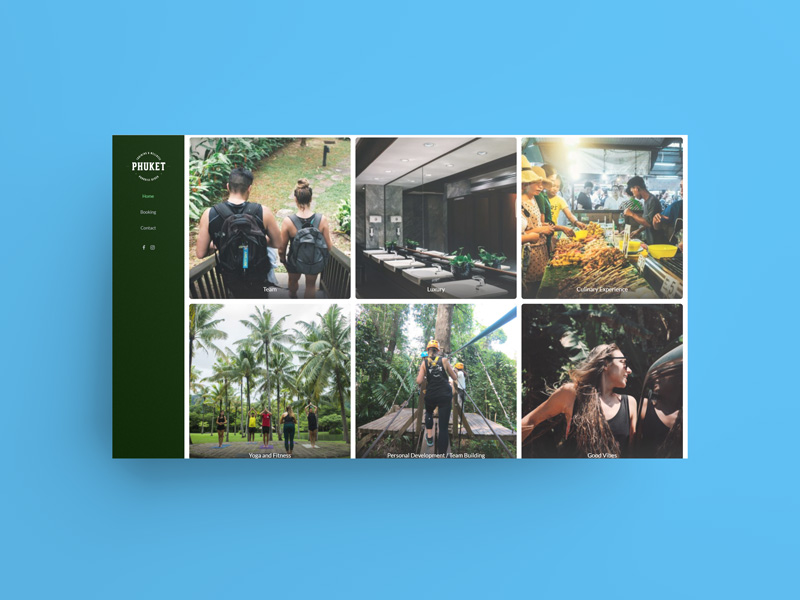 PHUKET
Home
Booking
Contact
Team
Luxury
Culinary Experience
Yoga and Fitness
Personal Development / Team Building
Good Vibes